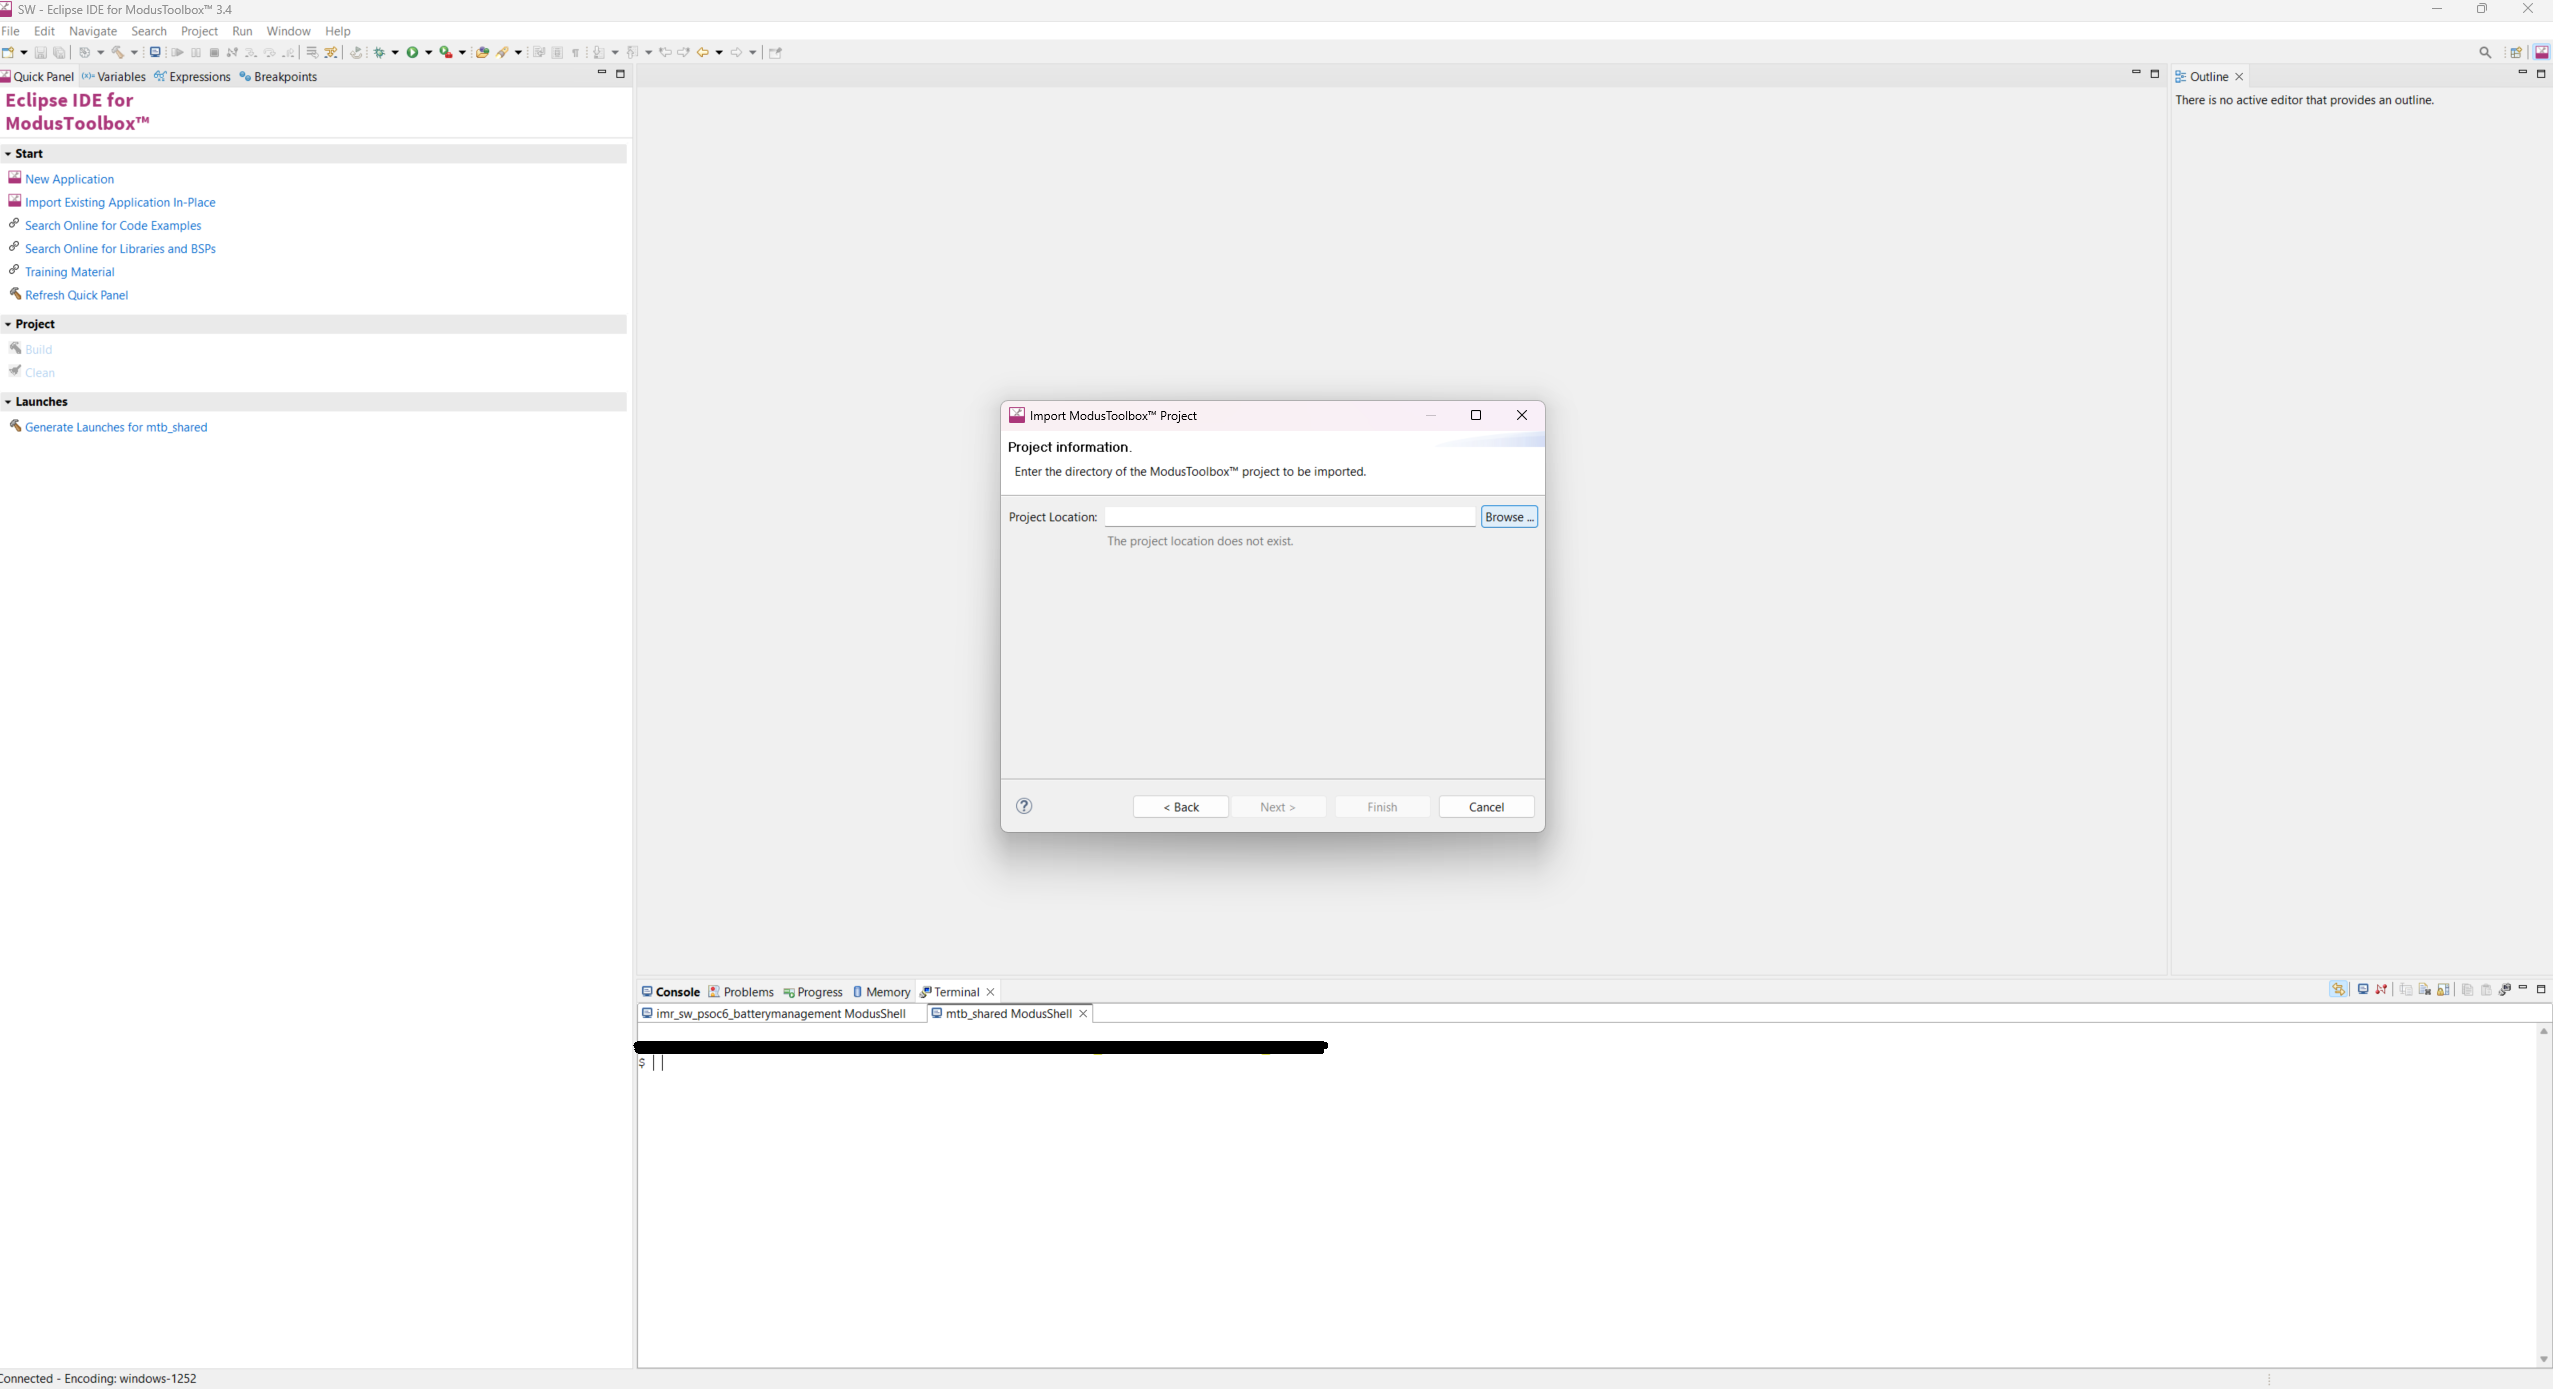 SW - Eclipse IDE for ModusToolbox™ 3.4
File Edit Navigate Search Project Run Window Help
Quick Panel Variables Expressions Breakpoints
Outline
Eclipse IDE for
ModusToolbox™
There is no active editor that provides an outline.
Start
New Application
Import Existing Application In-Place
Search Online for Code Examples
Search Online for Libraries and BSPs
Training Material
Refresh Quick Panel
Project
Build
Clean
Launches
Generate Launches for mtb_shared
Import ModusToolbox™ Project
Project information.
Enter the directory of the ModusToolbox™ project to be imported.
Project Location: Browse ...
The project location does not exist.
< Back Next > Finish Cancel
Console Problems Progress Memory Terminal
imr_sw_psoc6_batterymanagement ModusShell mtb_shared ModusShell
$
Connected - Encoding: windows-1252